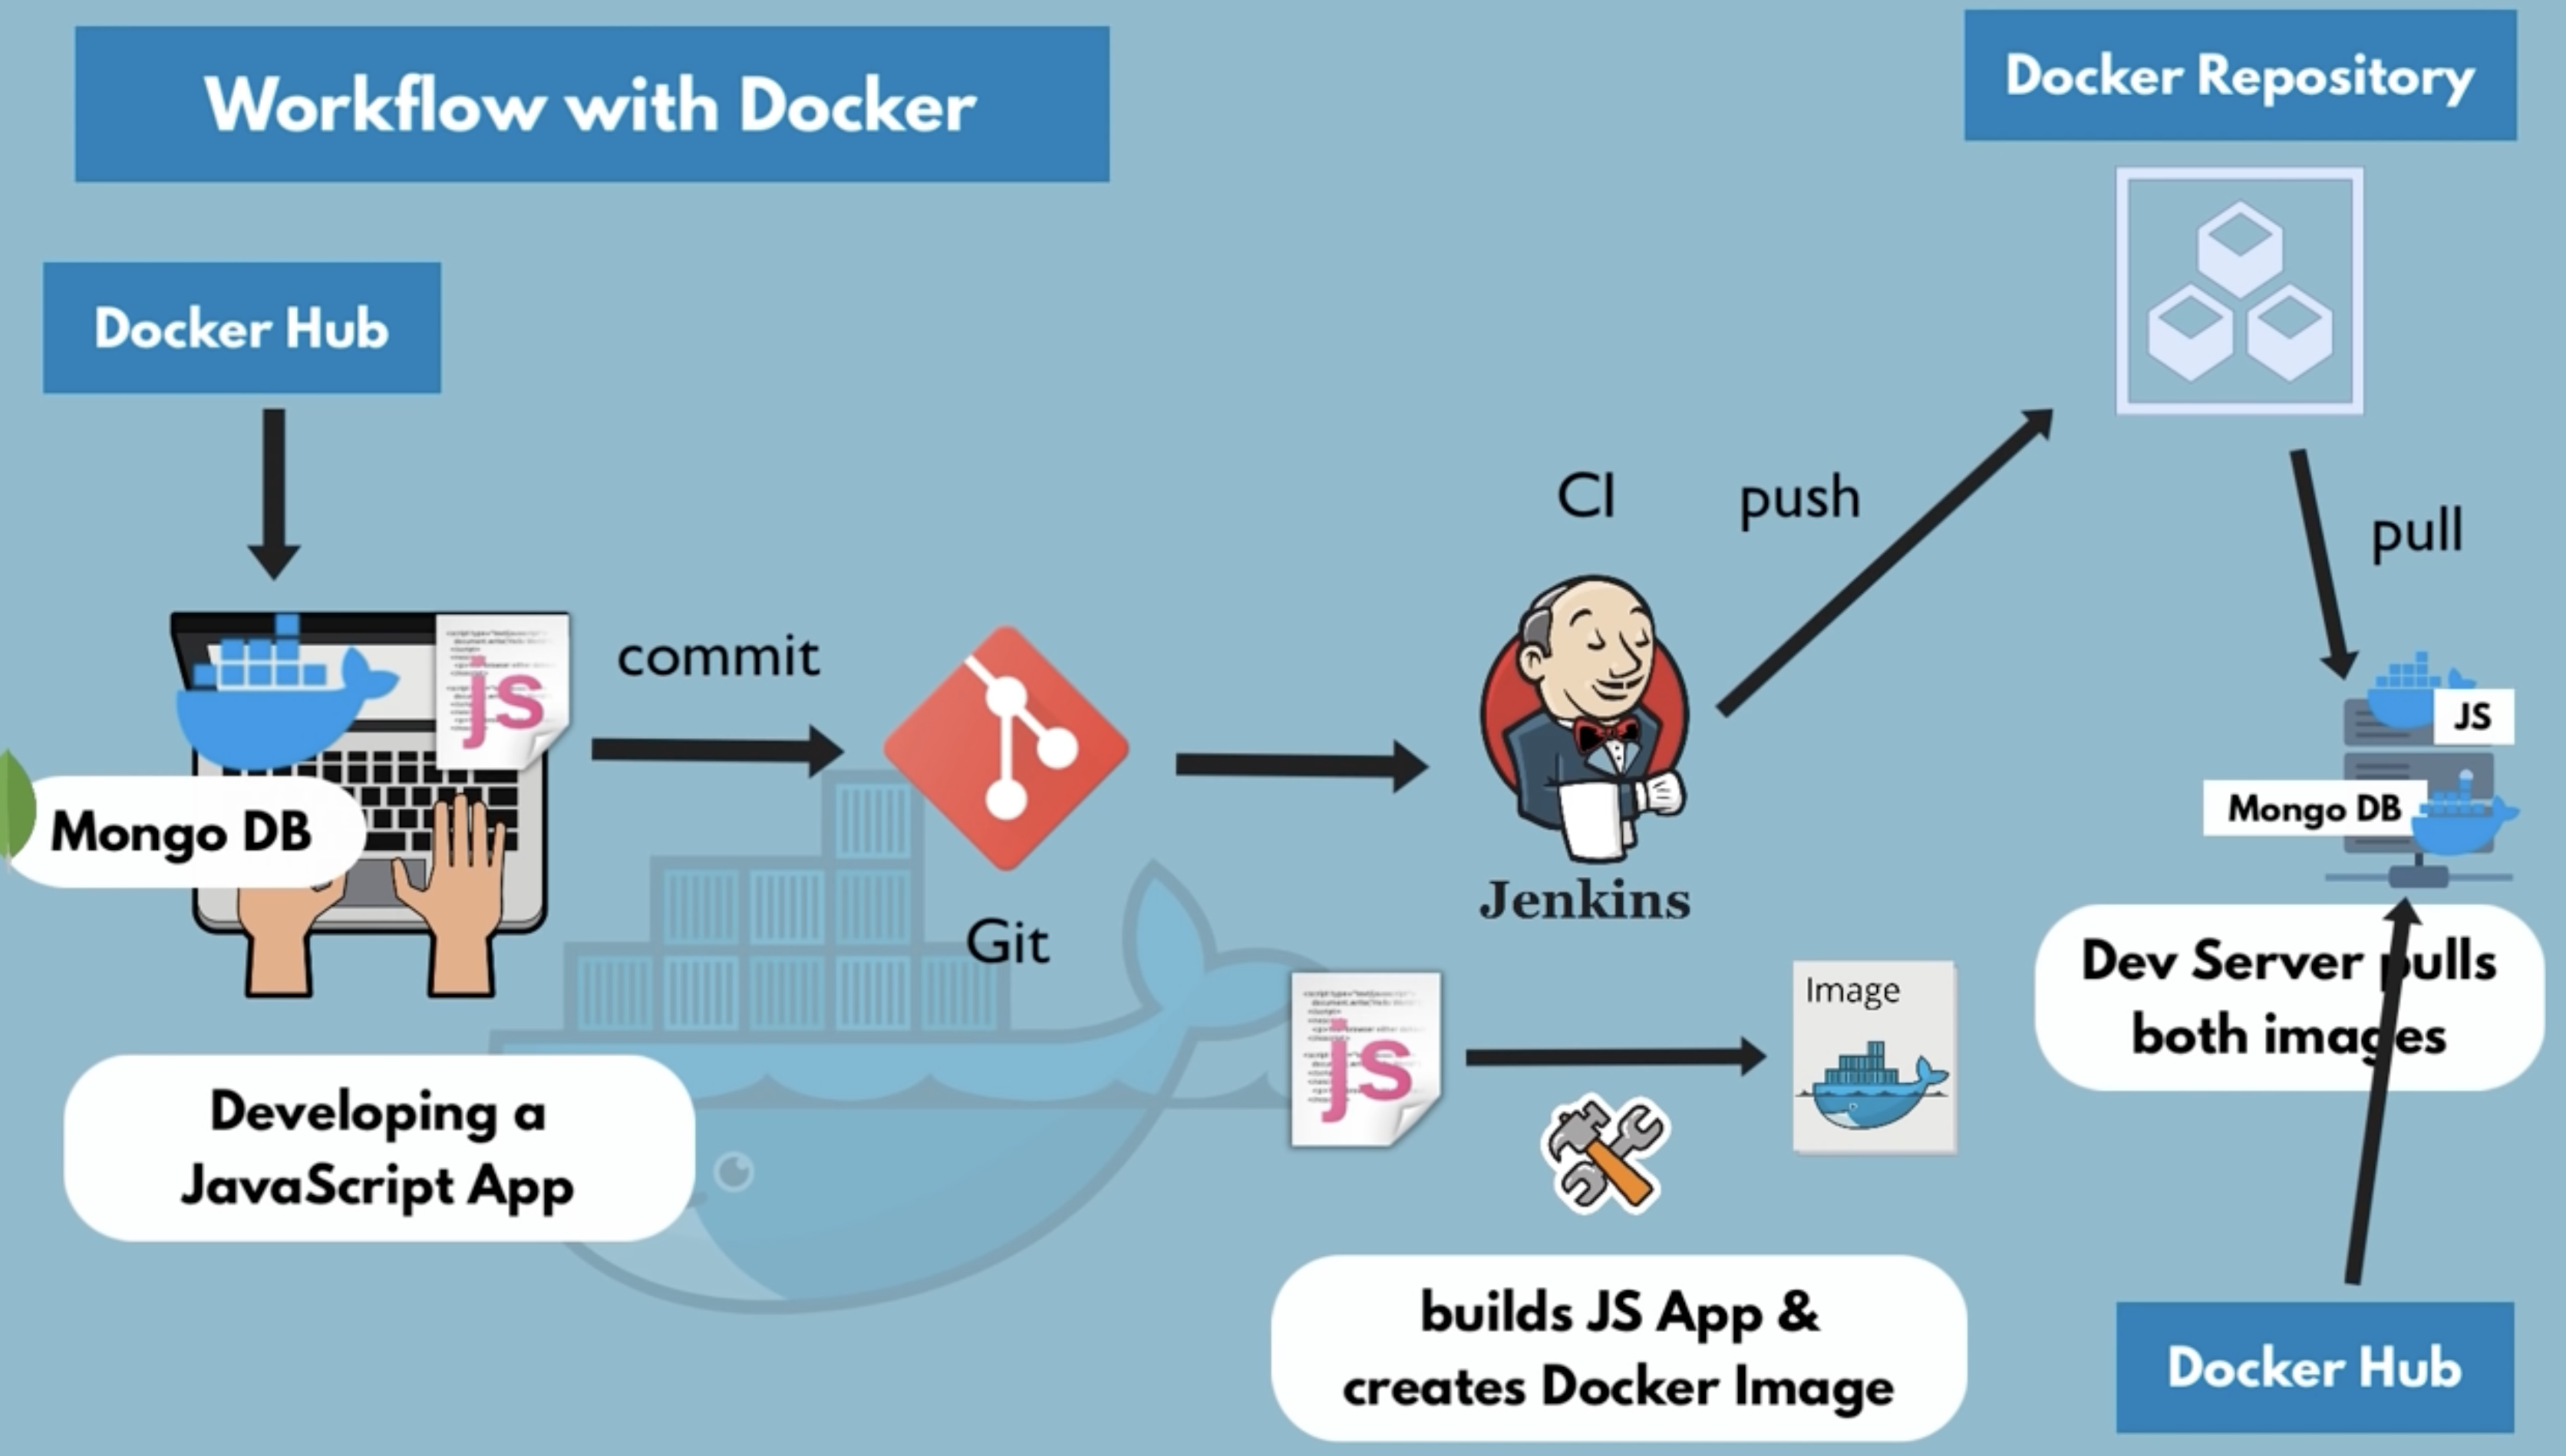 Workflow with Docker
Docker Repository
Docker Hub
CI
push
pull
commit
js
JS
Mongo DB
Mongo DB
Jenkins
Git
Dev Server pulls
both images
js
Image
Developing a
JavaScript App
builds JS App &
creates Docker Image
Docker Hub